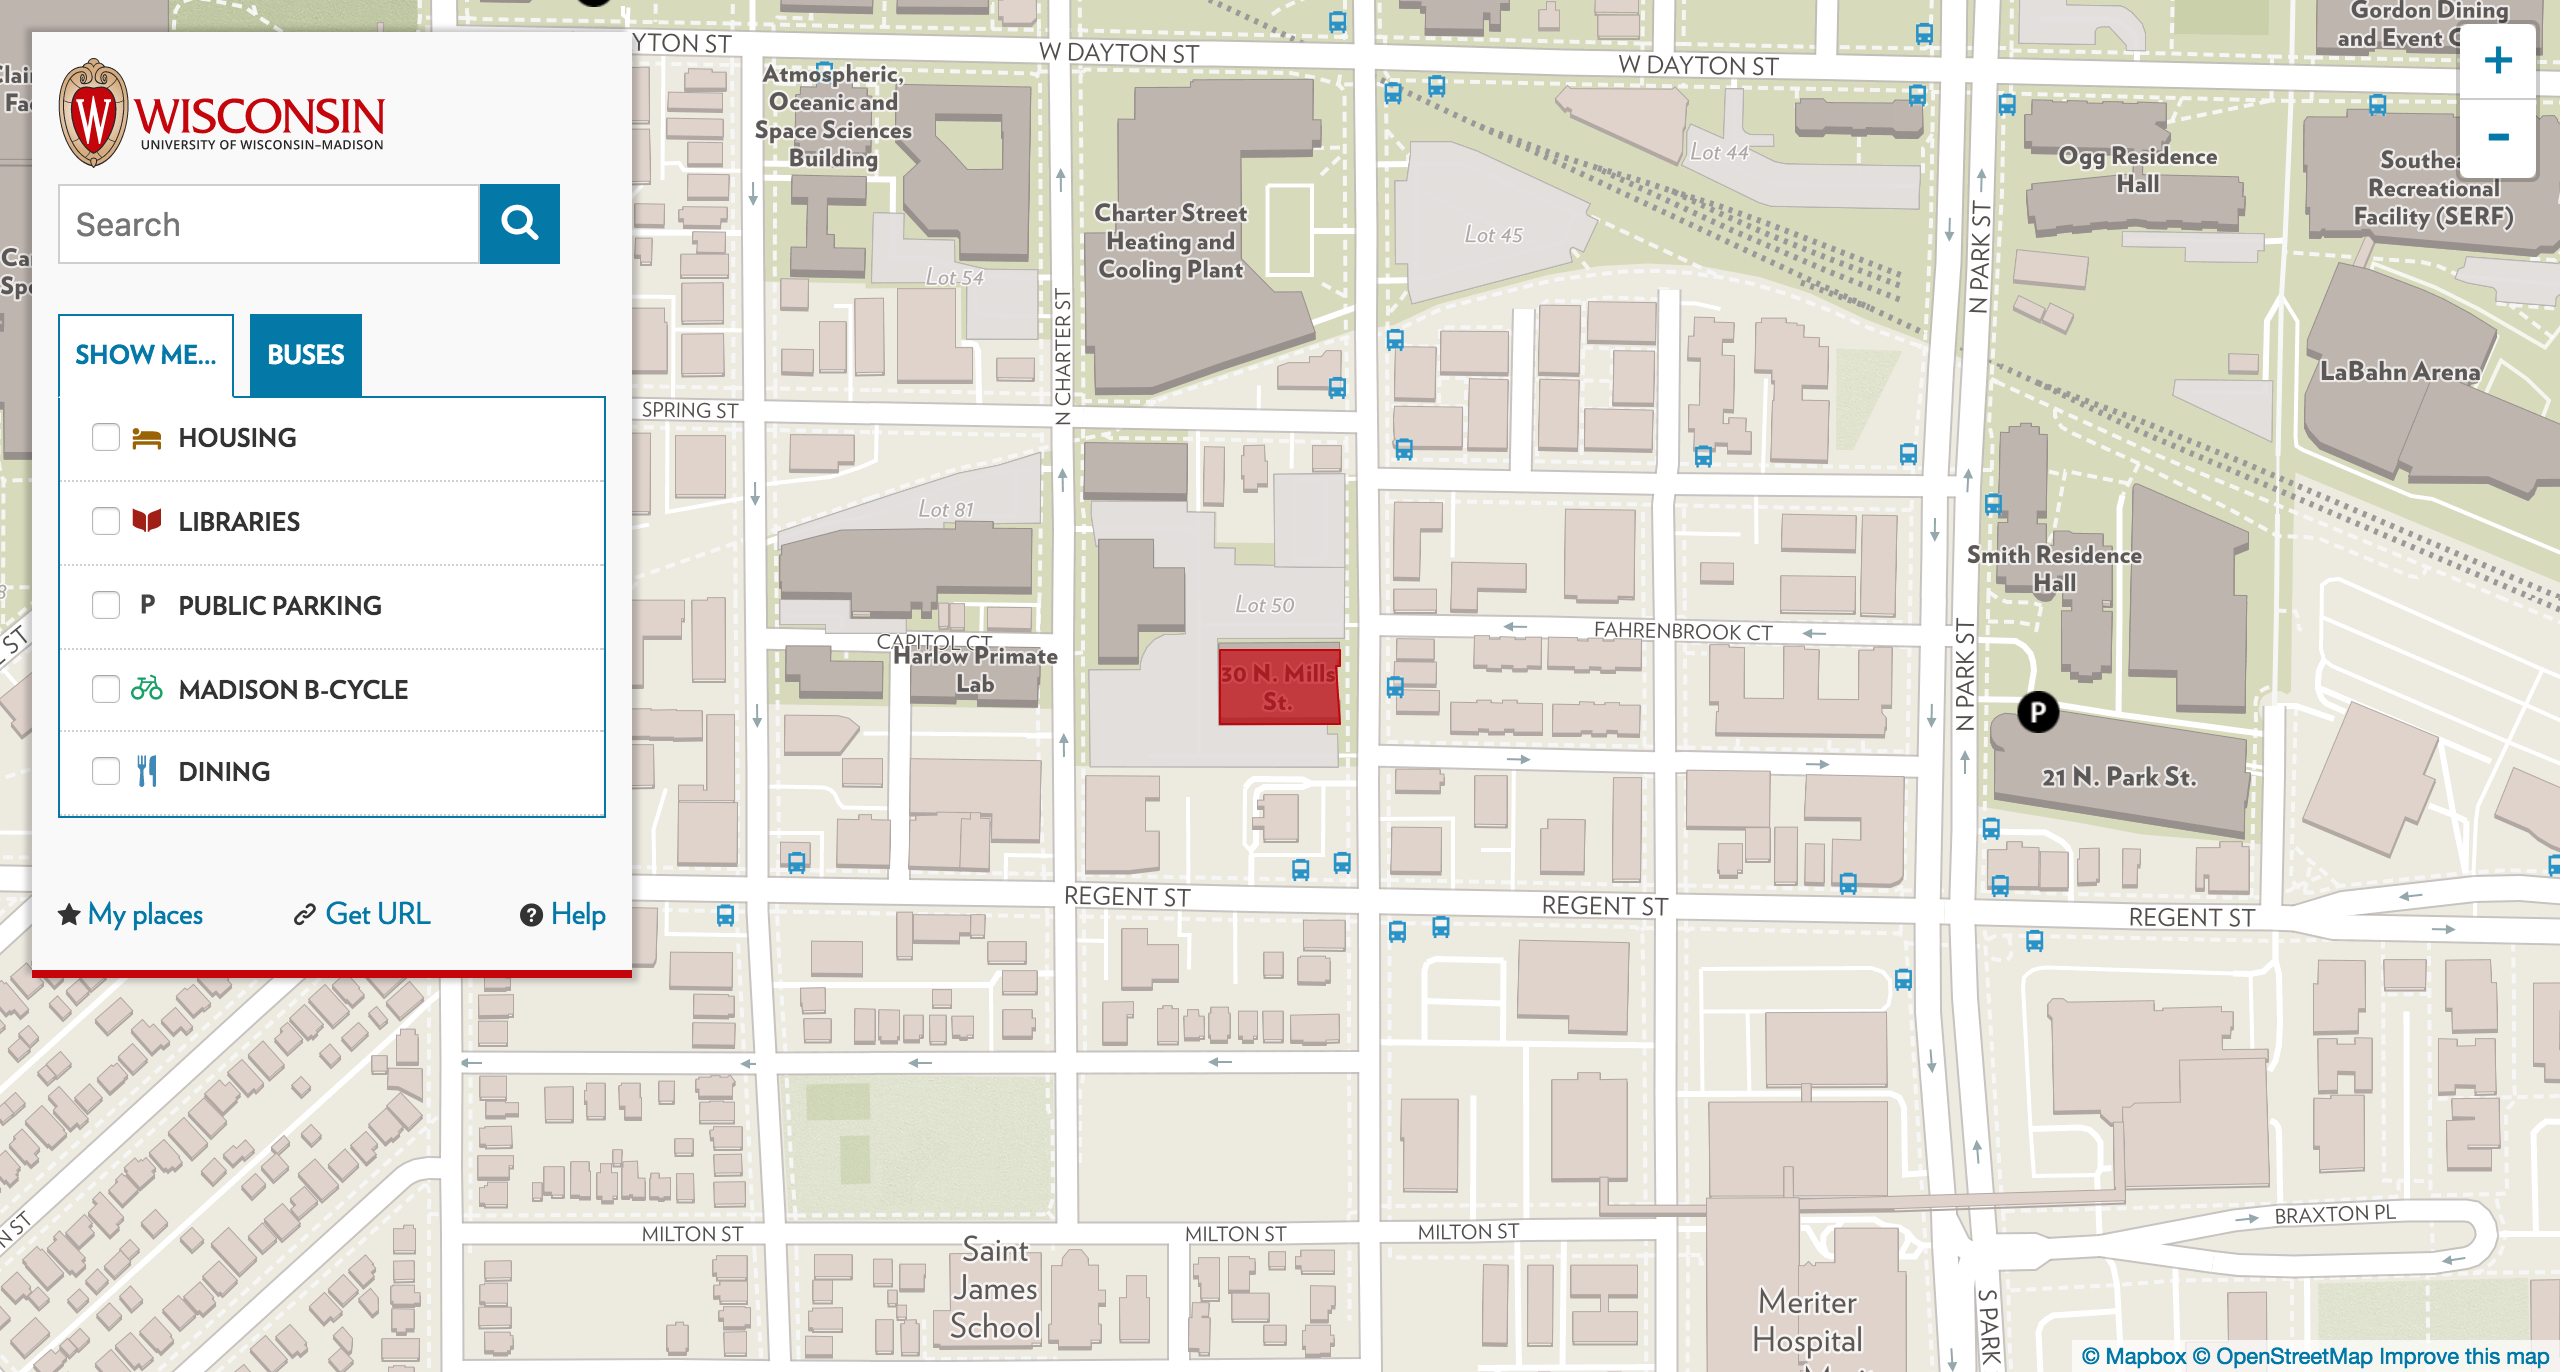 WISCONSIN
UNIVERSITY OF WISCONSIN–MADISON
Search
SHOW ME...
BUSES
HOUSING
LIBRARIES
P PUBLIC PARKING
MADISON B-CYCLE
DINING
My places
Get URL
? Help
YTON ST
W DAYTON ST
W DAYTON ST
Gordon Dining
and Event C
+
−
Atmospheric,
Oceanic and
Space Sciences
Building
Lot 54
Charter Street
Heating and
Cooling Plant
Lot 45
Lot 44
Ogg Residence
Hall
Southea
Recreational
Facility (SERF)
N PARK ST
N CHARTER ST
LaBahn Arena
SPRING ST
Lot 81
Lot 50
Smith Residence
Hall
CAPITOL CT
Harlow Primate
Lab
30 N. Mills
St.
FAHRENBROOK CT
N PARK ST
P
21 N. Park St.
REGENT ST
REGENT ST
REGENT ST
MILTON ST
MILTON ST
MILTON ST
BRAXTON PL
Saint
James
School
Meriter
Hospital
S PARK
© Mapbox © OpenStreetMap Improve this map